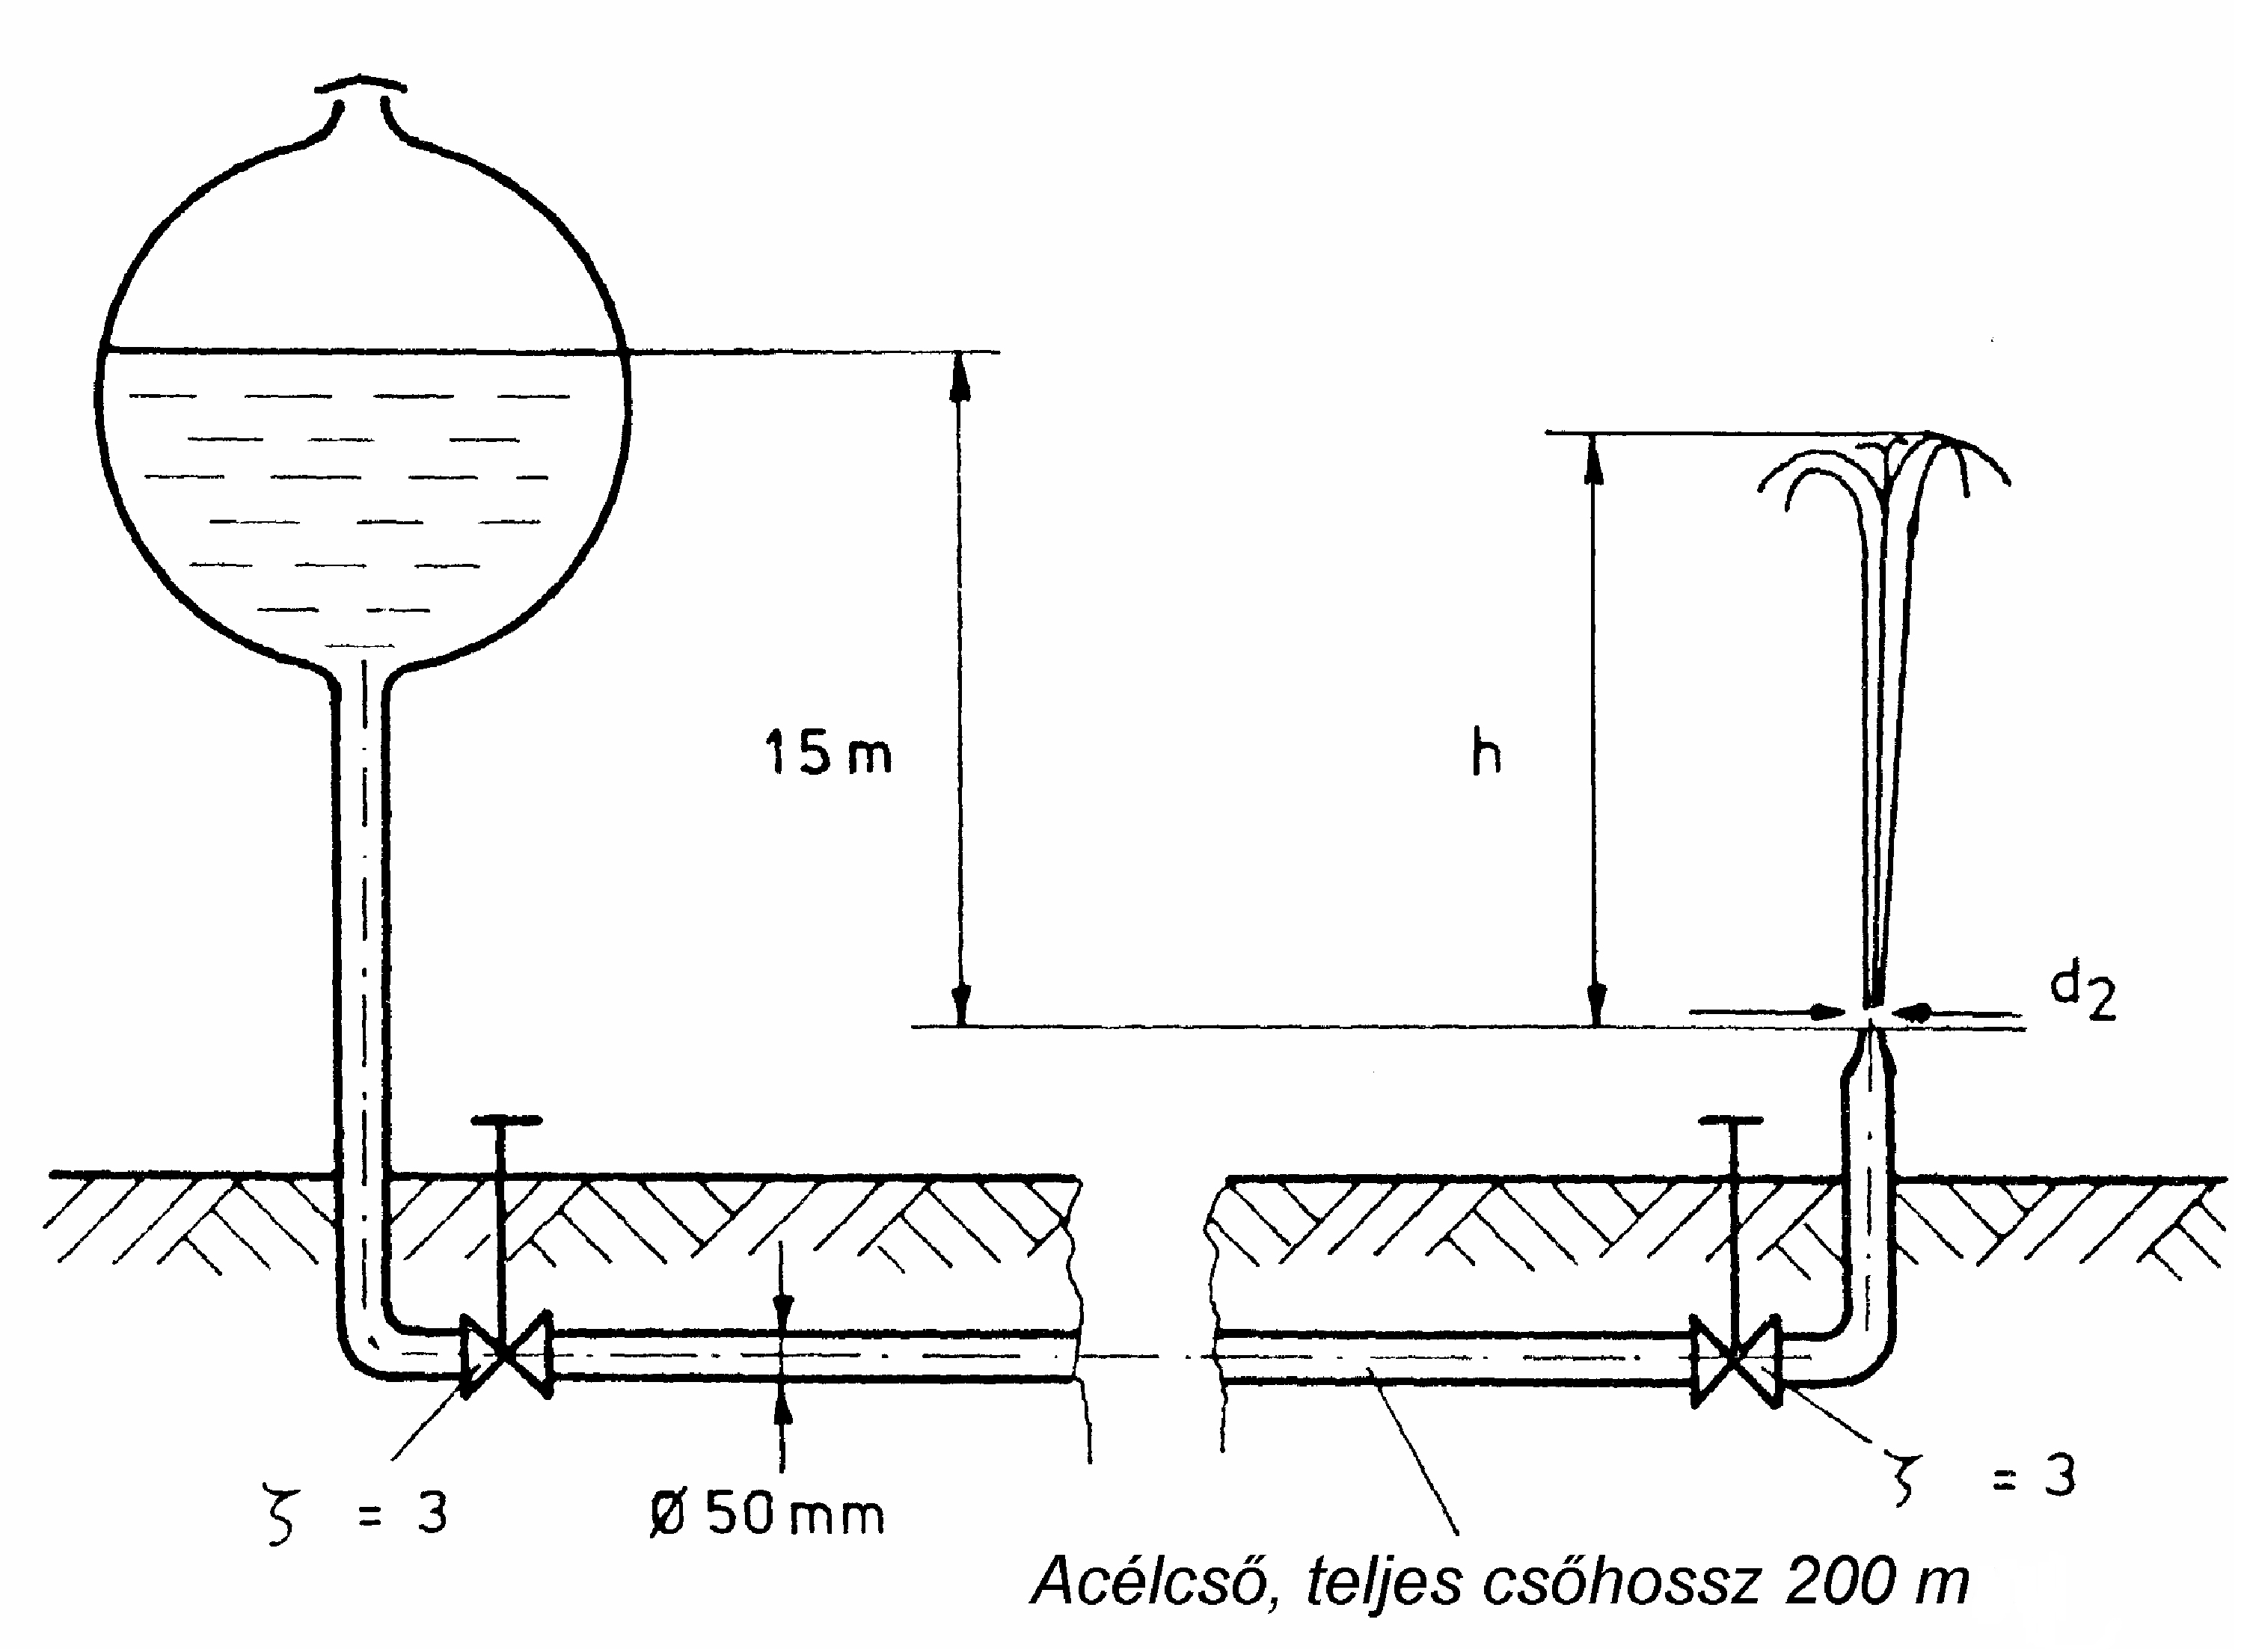 15 m
h
d2
ζ = 3
Ø 50 mm
ζ = 3
Acélcső, teljes csőhossz 200 m